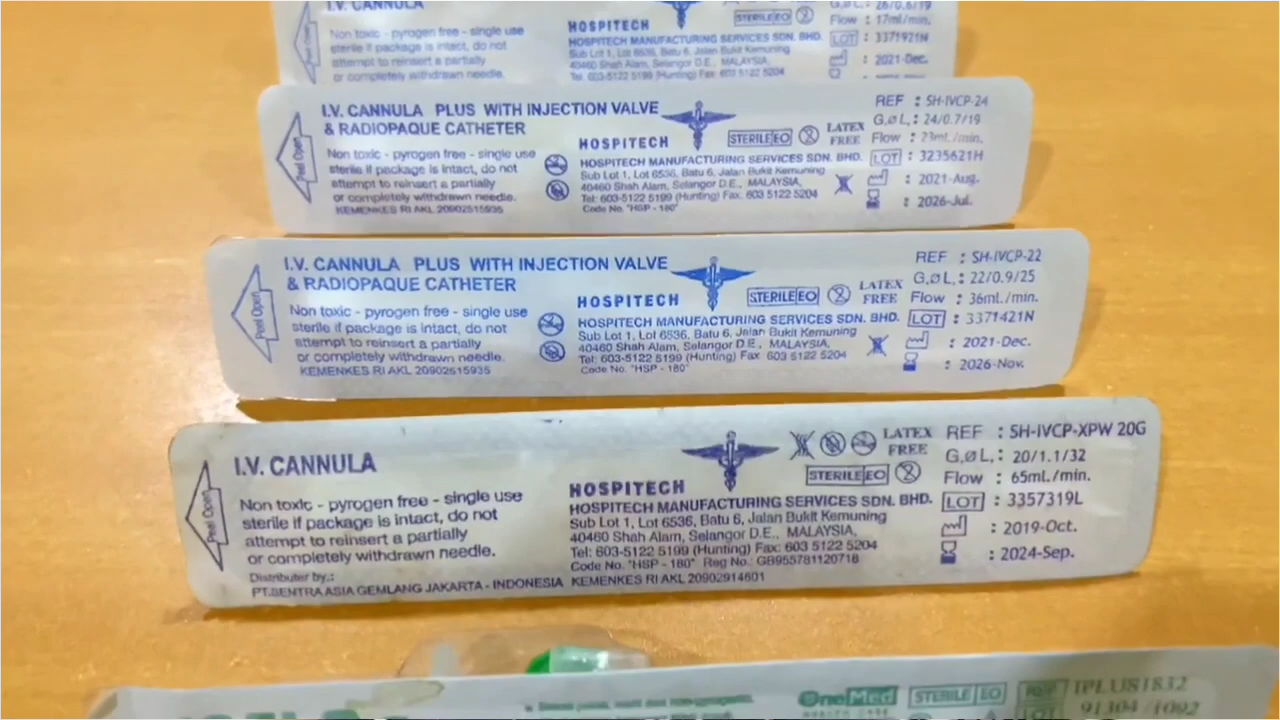 I.V. CANNULA
Non toxic - pyrogen free - single use
sterile if package is intact, do not
attempt to reinsert a partially
or completely withdrawn needle.
Peel Open
HOSPITECH
STERILE EO
HOSPITECH MANUFACTURING SERVICES SDN. BHD.
Sub Lot 1, Lot 6536, Batu 6, Jalan Bukit Kemuning
40460 Shah Alam, Selangor D.E., MALAYSIA,
Tel: 603-5122 5199 (Hunting) Fax: 603 5122 5204
G,ø L,: 26/0.6/19
Flow : 17ml/min.
LOT : 3371921N
: 2021-Dec.
Peel Open
I.V. CANNULA PLUS WITH INJECTION VALVE
& RADIOPAQUE CATHETER
Non toxic - pyrogen free - single use
sterile if package is intact, do not
attempt to reinsert a partially
or completely withdrawn needle.
KEMENKES RI AKL 20902515935
HOSPITECH
STERILE EO
LATEX
FREE
HOSPITECH MANUFACTURING SERVICES SDN. BHD.
Sub Lot 1, Lot 6536, Batu 6, Jalan Bukit Kemuning
40460 Shah Alam, Selangor D.E., MALAYSIA,
Tel: 603-5122 5199 (Hunting) Fax. 603 5122 5204
Code No. "HSP - 180"
REF : SH-IVCP-24
G,ø L,: 24/0.7/19
Flow : 23mL/min.
LOT : 3235621H
: 2021-Aug.
: 2026-Jul.
Peel Open
I.V. CANNULA PLUS WITH INJECTION VALVE
& RADIOPAQUE CATHETER
Non toxic - pyrogen free - single use
sterile if package is intact, do not
attempt to reinsert a partially
or completely withdrawn needle.
KEMENKES RI AKL 20902515935
HOSPITECH
STERILE EO
LATEX
FREE
HOSPITECH MANUFACTURING SERVICES SDN. BHD.
Sub Lot 1, Lot 6536, Batu 6, Jalan Bukit Kemuning
40460 Shah Alam, Selangor D.E., MALAYSIA,
Tel: 603-5122 5199 (Hunting) Fax 603 5122 5204
Code No. "HSP - 180"
REF : SH-IVCP-22
G,ø L,: 22/0.9/25
Flow : 36mL/min.
LOT : 3371421N
: 2021-Dec.
: 2026-Nov.
Peel Open
I.V. CANNULA
Non toxic - pyrogen free - single use
sterile if package is intact, do not
attempt to reinsert a partially
or completely withdrawn needle.
Distributer by,:
PT.SENTRA ASIA GEMLANG JAKARTA - INDONESIA KEMENKES RI AKL 20902914601
HOSPITECH
LATEX
FREE
STERILE EO
HOSPITECH MANUFACTURING SERVICES SDN. BHD.
Sub Lot 1, Lot 6536, Batu 6, Jalan Bukit Kemuning
40460 Shah Alam, Selangor D.E., MALAYSIA,
Tel: 603-5122 5199 (Hunting) Fax: 603 5122 5204
Code No. "HSP - 180" Reg No.: GB955781120718
REF : SH-IVCP-XPW 20G
G,ø L,: 20/1.1/32
Flow : 65mL/min.
LOT : 3357319L
: 2019-Oct.
: 2024-Sep.
OneMed
STERILE EO
REF IPLUS1832
LOT 91304 /1092